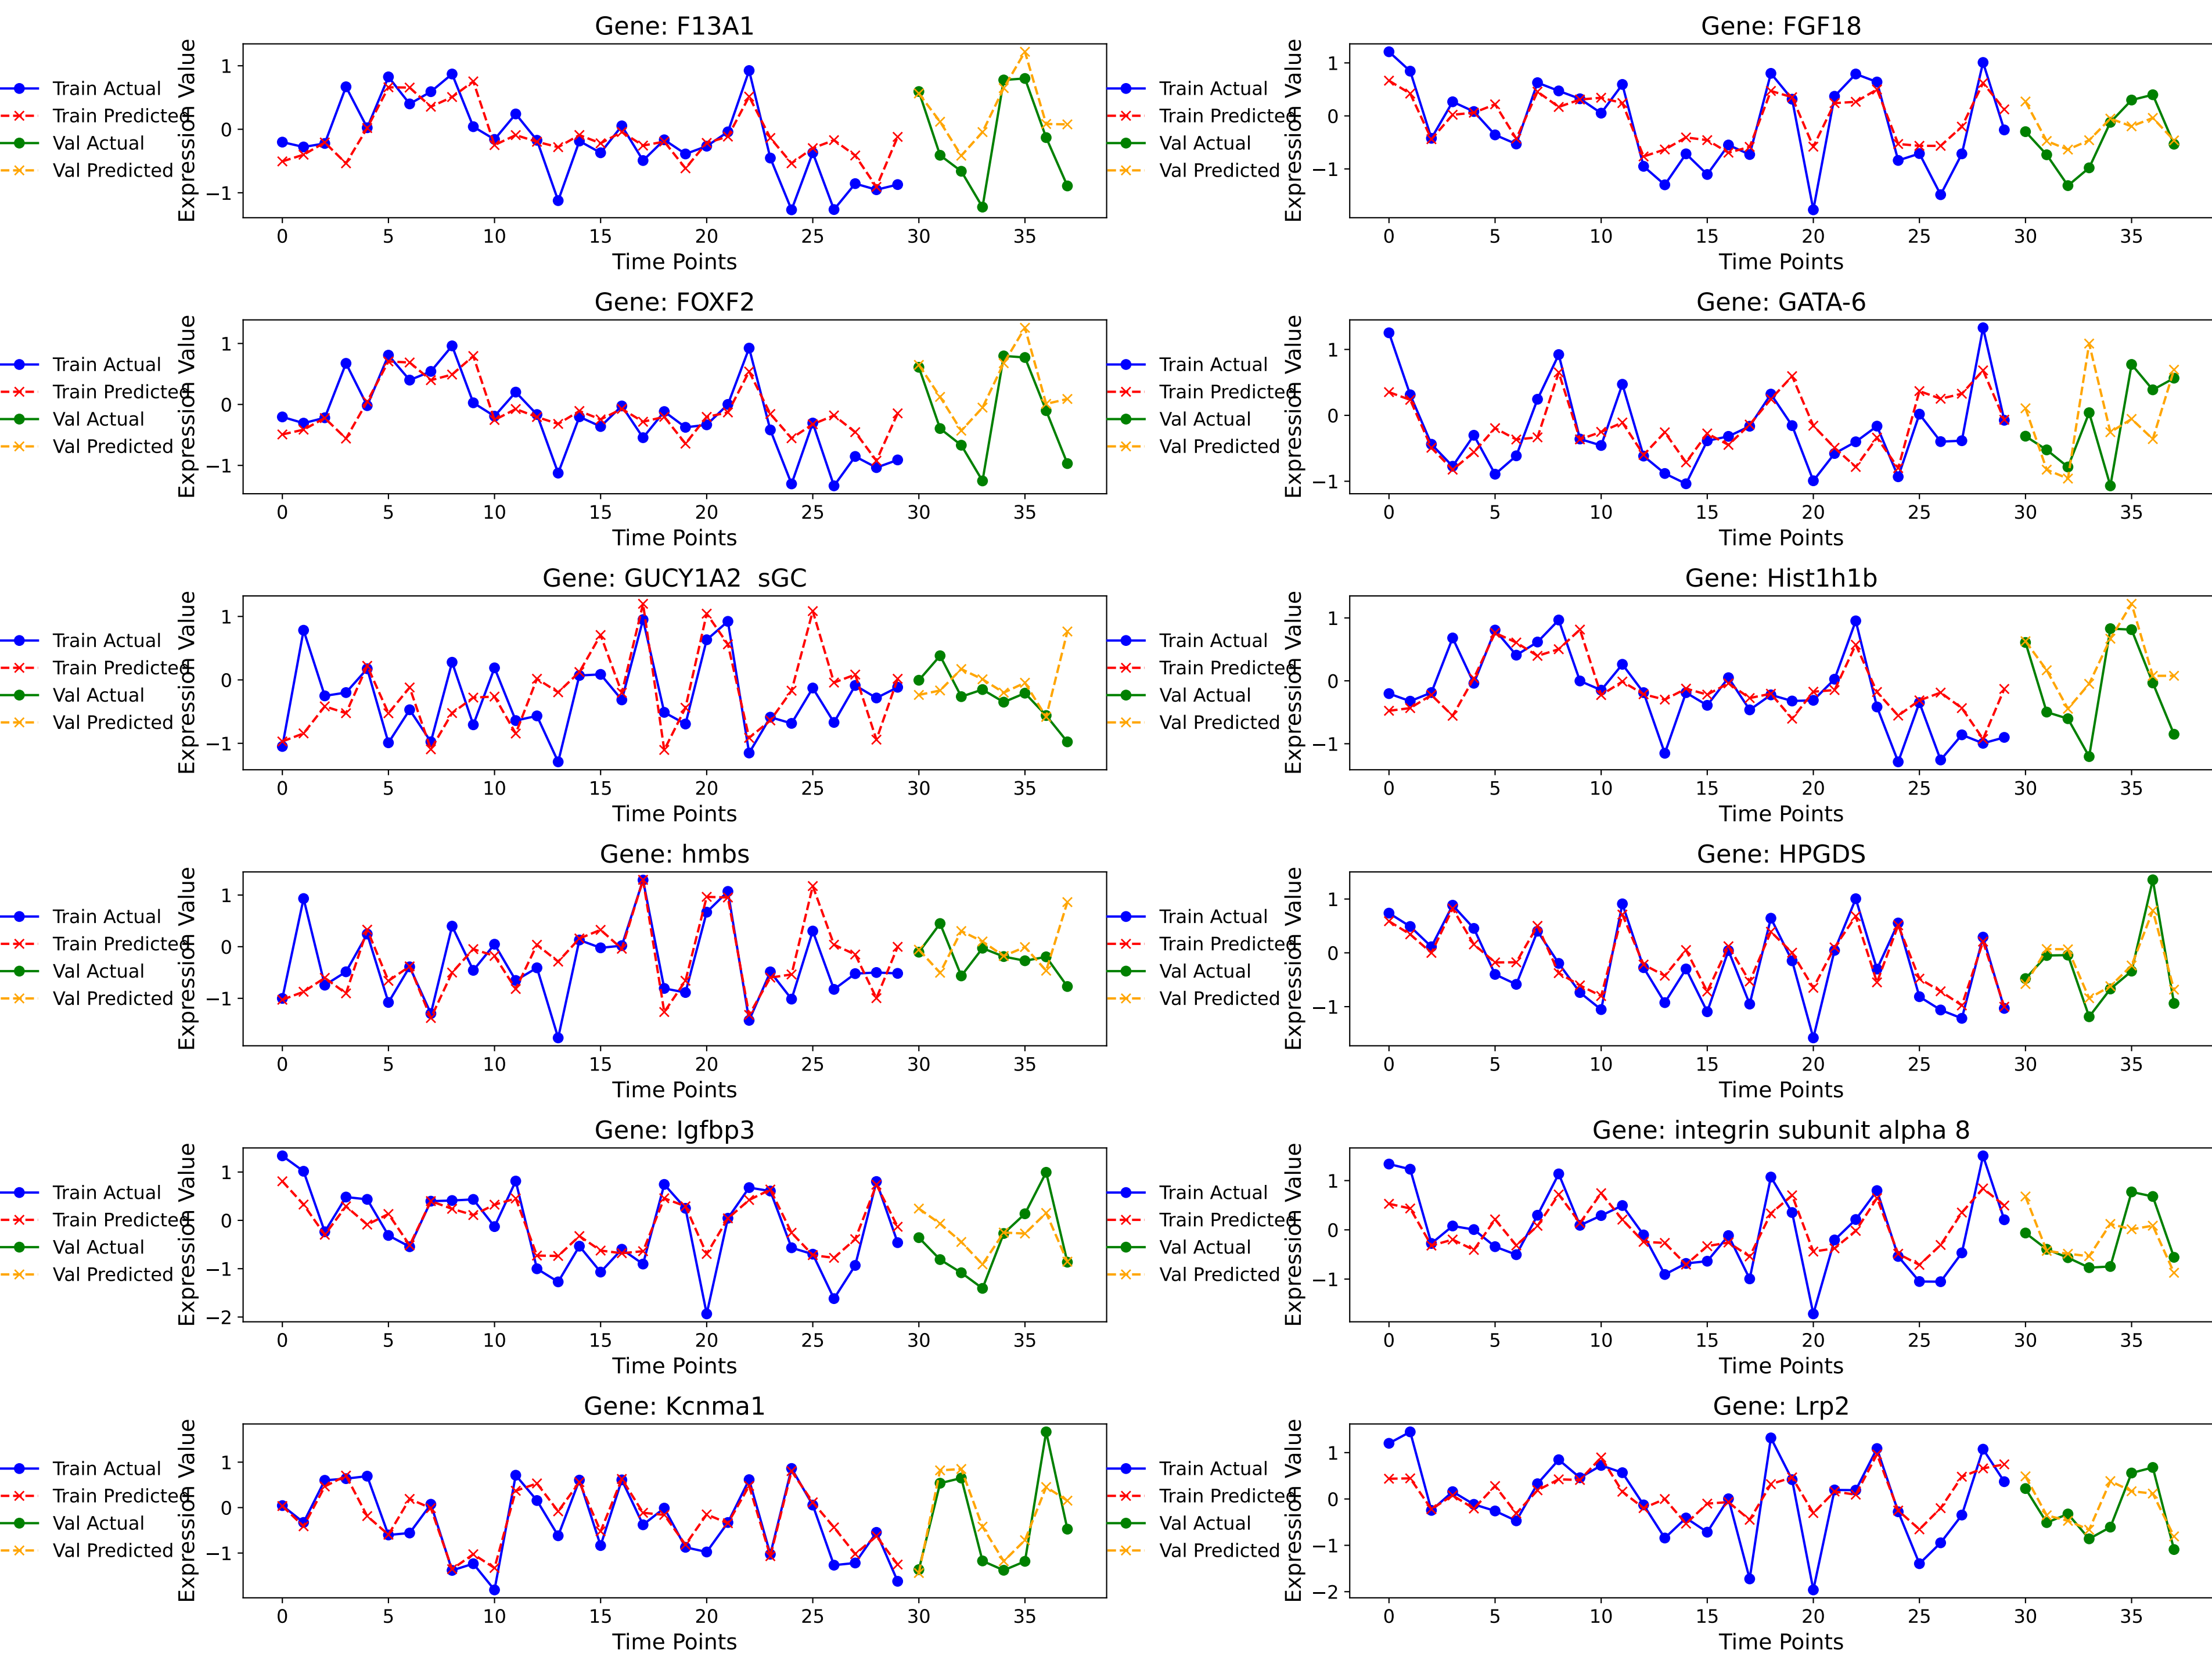 Gene: F13A1
Expression Value
1
0
−1
Train Actual
Train Predicted
Val Actual
Val Predicted
0 5 10 15 20 25 30 35
Time Points
Gene: FGF18
Expression Value
1
0
−1
Train Actual
Train Predicted
Val Actual
Val Predicted
0 5 10 15 20 25 30 35
Time Points
Gene: FOXF2
Expression Value
1
0
−1
Train Actual
Train Predicted
Val Actual
Val Predicted
0 5 10 15 20 25 30 35
Time Points
Gene: GATA-6
Expression Value
1
0
−1
Train Actual
Train Predicted
Val Actual
Val Predicted
0 5 10 15 20 25 30 35
Time Points
Gene: GUCY1A2  sGC
Expression Value
1
0
−1
Train Actual
Train Predicted
Val Actual
Val Predicted
0 5 10 15 20 25 30 35
Time Points
Gene: Hist1h1b
Expression Value
1
0
−1
Train Actual
Train Predicted
Val Actual
Val Predicted
0 5 10 15 20 25 30 35
Time Points
Gene: hmbs
Expression Value
1
0
−1
Train Actual
Train Predicted
Val Actual
Val Predicted
0 5 10 15 20 25 30 35
Time Points
Gene: HPGDS
Expression Value
1
0
−1
Train Actual
Train Predicted
Val Actual
Val Predicted
0 5 10 15 20 25 30 35
Time Points
Gene: Igfbp3
Expression Value
1
0
−1
−2
Train Actual
Train Predicted
Val Actual
Val Predicted
0 5 10 15 20 25 30 35
Time Points
Gene: integrin subunit alpha 8
Expression Value
1
0
−1
Train Actual
Train Predicted
Val Actual
Val Predicted
0 5 10 15 20 25 30 35
Time Points
Gene: Kcnma1
Expression Value
1
0
−1
Train Actual
Train Predicted
Val Actual
Val Predicted
0 5 10 15 20 25 30 35
Time Points
Gene: Lrp2
Expression Value
1
0
−1
−2
Train Actual
Train Predicted
Val Actual
Val Predicted
0 5 10 15 20 25 30 35
Time Points